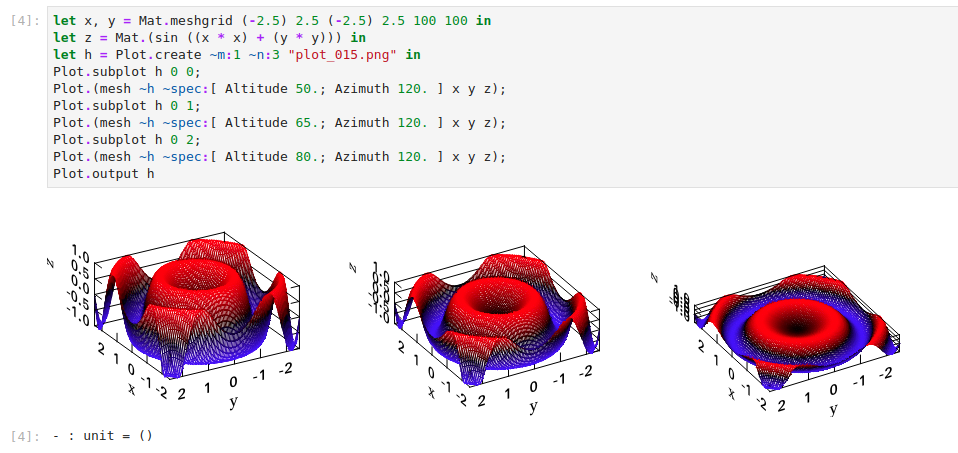 [4]: let x, y = Mat.meshgrid (-2.5) 2.5 (-2.5) 2.5 100 100 in
let z = Mat.(sin ((x * x) + (y * y))) in
let h = Plot.create ~m:1 ~n:3 "plot_015.png" in
Plot.subplot h 0 0;
Plot.(mesh ~h ~spec:[ Altitude 50.; Azimuth 120. ] x y z);
Plot.subplot h 0 1;
Plot.(mesh ~h ~spec:[ Altitude 65.; Azimuth 120. ] x y z);
Plot.subplot h 0 2;
Plot.(mesh ~h ~spec:[ Altitude 80.; Azimuth 120. ] x y z);
Plot.output h
z
1.0
0.5
0.0
-0.5
-1.0
2 1 0 -1 -2
x
2 1 0 -1 -2
y
z
2 1 0 -1 -2
x
2 1 0 -1 -2
y
z
2 1 0 -1 -2
x
2 1 0 -1 -2
y
[4]: - : unit = ()